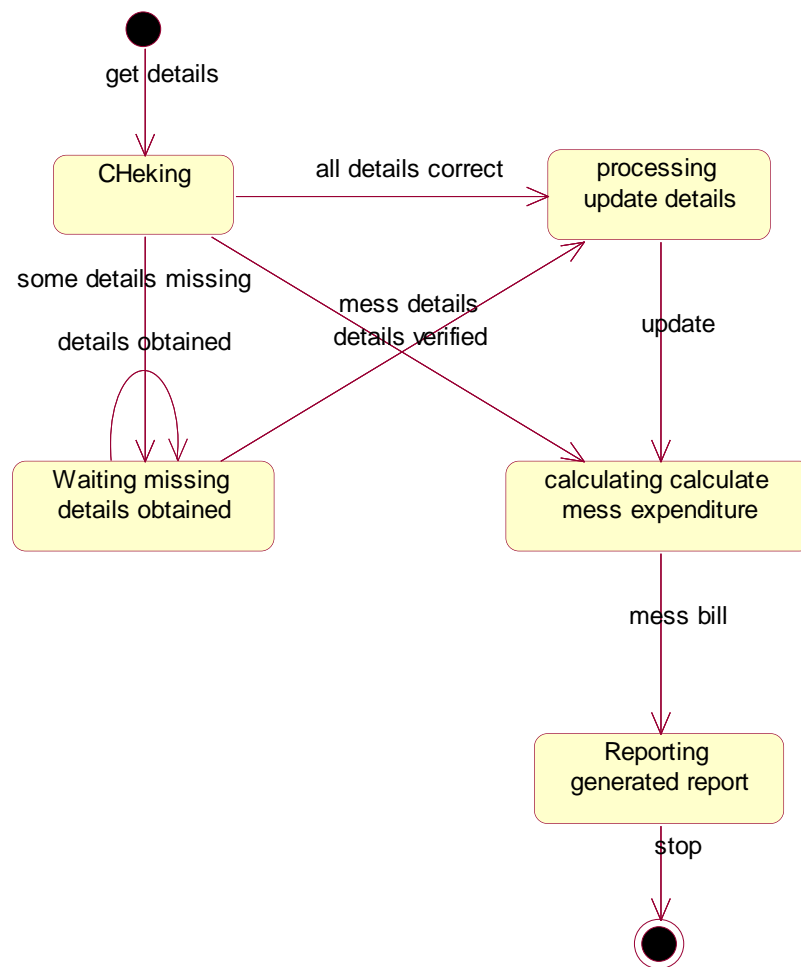 get details
CHeking
all details correct
processing
update details
some details missing
mess details
details verified
update
details obtained
Waiting missing
details obtained
calculating calculate
mess expenditure
mess bill
Reporting
generated report
stop